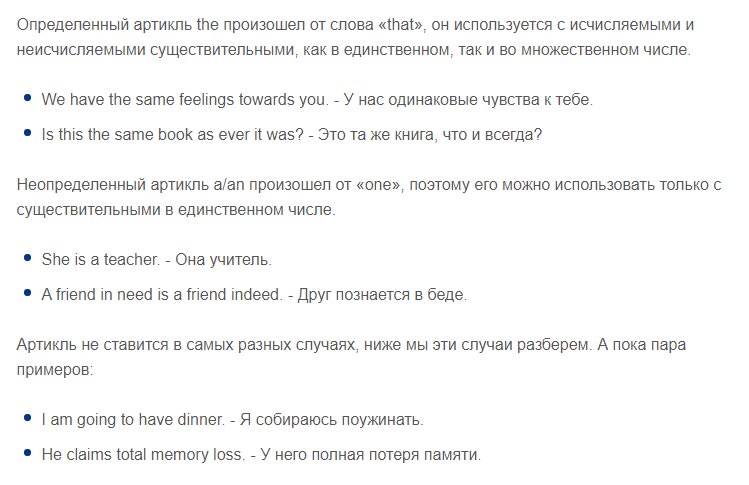 Определенный артикль the произошел от слова «that», он используется с исчисляемыми и
неисчисляемыми существительными, как в единственном, так и во множественном числе.
We have the same feelings towards you. - У нас одинаковые чувства к тебе.
Is this the same book as ever it was? - Это та же книга, что и всегда?
Неопределенный артикль a/an произошел от «one», поэтому его можно использовать только с
существительными в единственном числе.
She is a teacher. - Она учитель.
A friend in need is a friend indeed. - Друг познается в беде.
Артикль не ставится в самых разных случаях, ниже мы эти случаи разберем. А пока пара
примеров:
I am going to have dinner. - Я собираюсь поужинать.
He claims total memory loss. - У него полная потеря памяти.